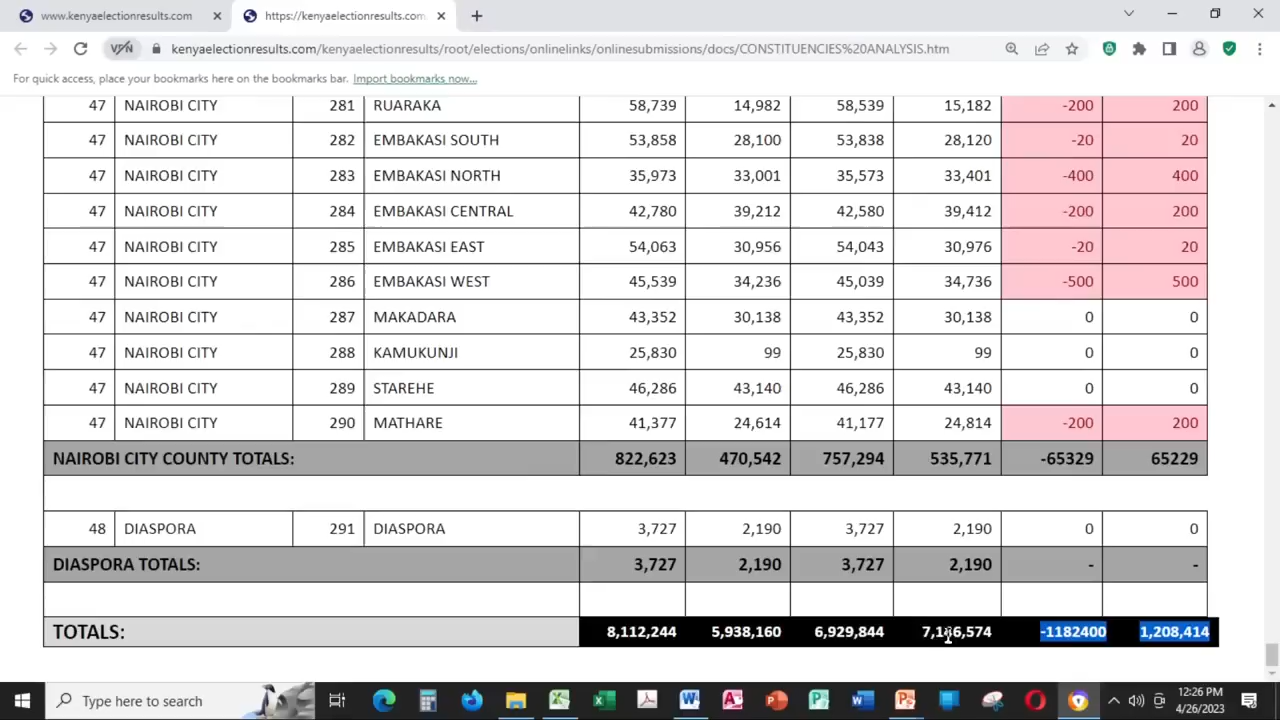 www.kenyaelectionresults.com
https://kenyaelectionresults.com
VPN kenyaelectionresults.com/kenyaelectionresults/root/elections/onlinelinks/onlinesubmissions/docs/CONSTITUENCIES%20ANALYSIS.htm
For quick access, place your bookmarks here on the bookmarks bar. Import bookmarks now...
47 NAIROBI CITY 281 RUARAKA 58,739 14,982 58,539 15,182 -200 200
47 NAIROBI CITY 282 EMBAKASI SOUTH 53,858 28,100 53,838 28,120 -20 20
47 NAIROBI CITY 283 EMBAKASI NORTH 35,973 33,001 35,573 33,401 -400 400
47 NAIROBI CITY 284 EMBAKASI CENTRAL 42,780 39,212 42,580 39,412 -200 200
47 NAIROBI CITY 285 EMBAKASI EAST 54,063 30,956 54,043 30,976 -20 20
47 NAIROBI CITY 286 EMBAKASI WEST 45,539 34,236 45,039 34,736 -500 500
47 NAIROBI CITY 287 MAKADARA 43,352 30,138 43,352 30,138 0 0
47 NAIROBI CITY 288 KAMUKUNJI 25,830 99 25,830 99 0 0
47 NAIROBI CITY 289 STAREHE 46,286 43,140 46,286 43,140 0 0
47 NAIROBI CITY 290 MATHARE 41,377 24,614 41,177 24,814 -200 200
NAIROBI CITY COUNTY TOTALS: 822,623 470,542 757,294 535,771 -65329 65229
48 DIASPORA 291 DIASPORA 3,727 2,190 3,727 2,190 0 0
DIASPORA TOTALS: 3,727 2,190 3,727 2,190 - -
TOTALS: 8,112,244 5,938,160 6,929,844 7,146,574 -1182400 1,208,414
Type here to search
12:26 PM
4/26/2023